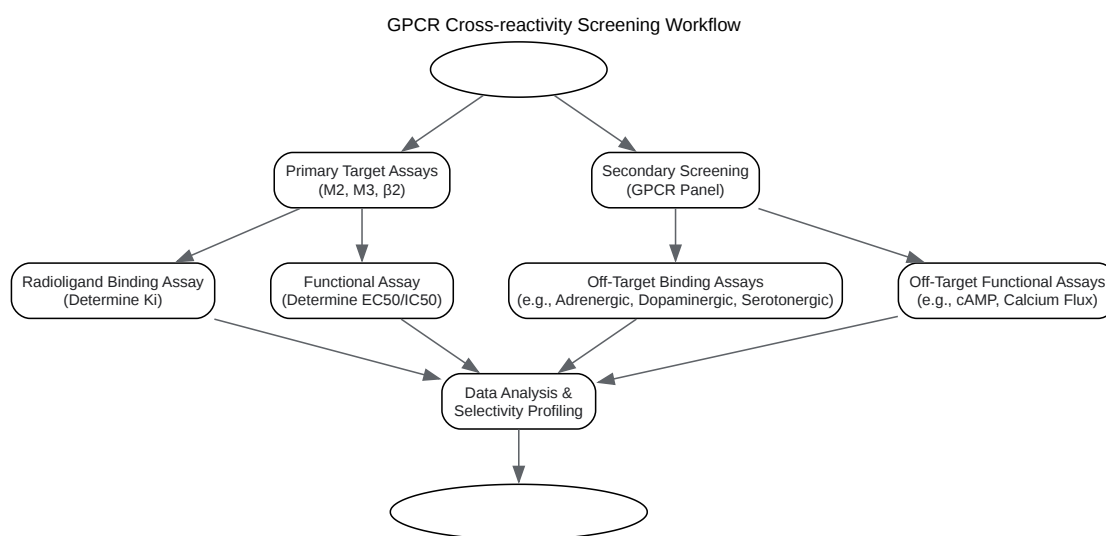 GPCR Cross-reactivity Screening Workflow
Primary Target Assays
(M2, M3, β2)
Secondary Screening
(GPCR Panel)
Radioligand Binding Assay
(Determine Ki)
Functional Assay
(Determine EC50/IC50)
Off-Target Binding Assays
(e.g., Adrenergic, Dopaminergic, Serotonergic)
Off-Target Functional Assays
(e.g., cAMP, Calcium Flux)
Data Analysis &
Selectivity Profiling